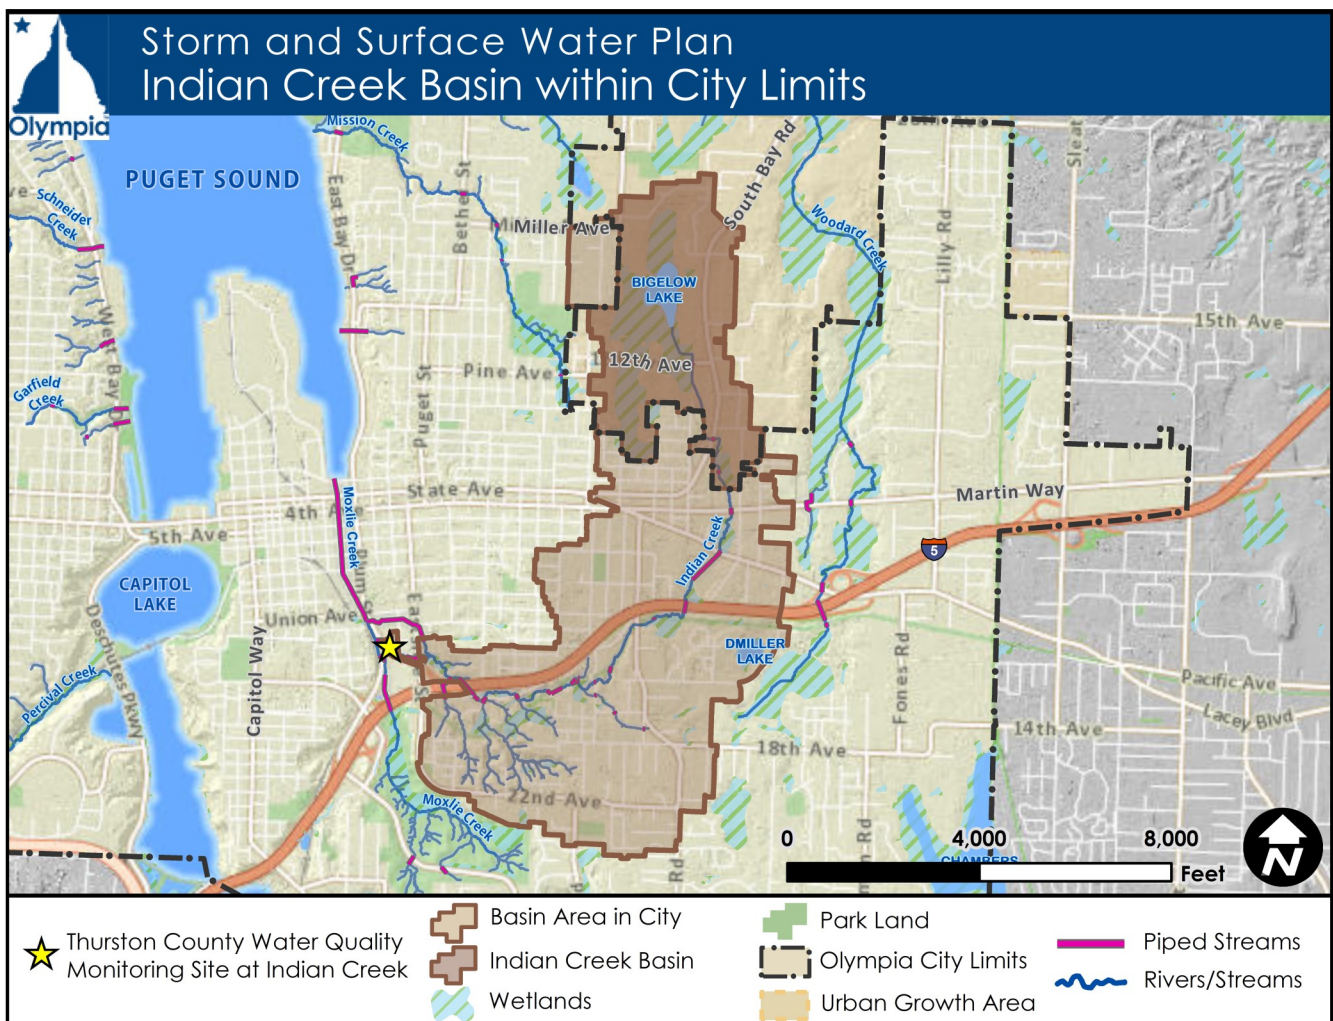 Storm and Surface Water Plan
Indian Creek Basin within City Limits
Olympia
Mission Creek
PUGET SOUND
Schneider
Creek
East Bay Dr
Bethel St
Miller Ave
South Bay Rd
Woodard Creek
Lilly Rd
Sleat
BIGELOW
LAKE
15th Ave
West Bay Dr
12th Ave
Pine Ave
Garfield
Creek
Puget St
State Ave
Martin Way
4th Ave
5th Ave
Moxlie Creek
Indian Creek
5
CAPITOL
LAKE
Plum St
Union Ave
Deschutes Pkwy
Capitol Way
DMILLER
LAKE
Fones Rd
Percival Creek
Pacific Ave
Lacey Blvd
14th Ave
18th Ave
22nd Ave
Moxlie Creek
Rd
CHAMBERS
0
4,000
8,000
Feet
N
Thurston County Water Quality
Monitoring Site at Indian Creek
Basin Area in City
Indian Creek Basin
Wetlands
Park Land
Olympia City Limits
Urban Growth Area
Piped Streams
Rivers/Streams